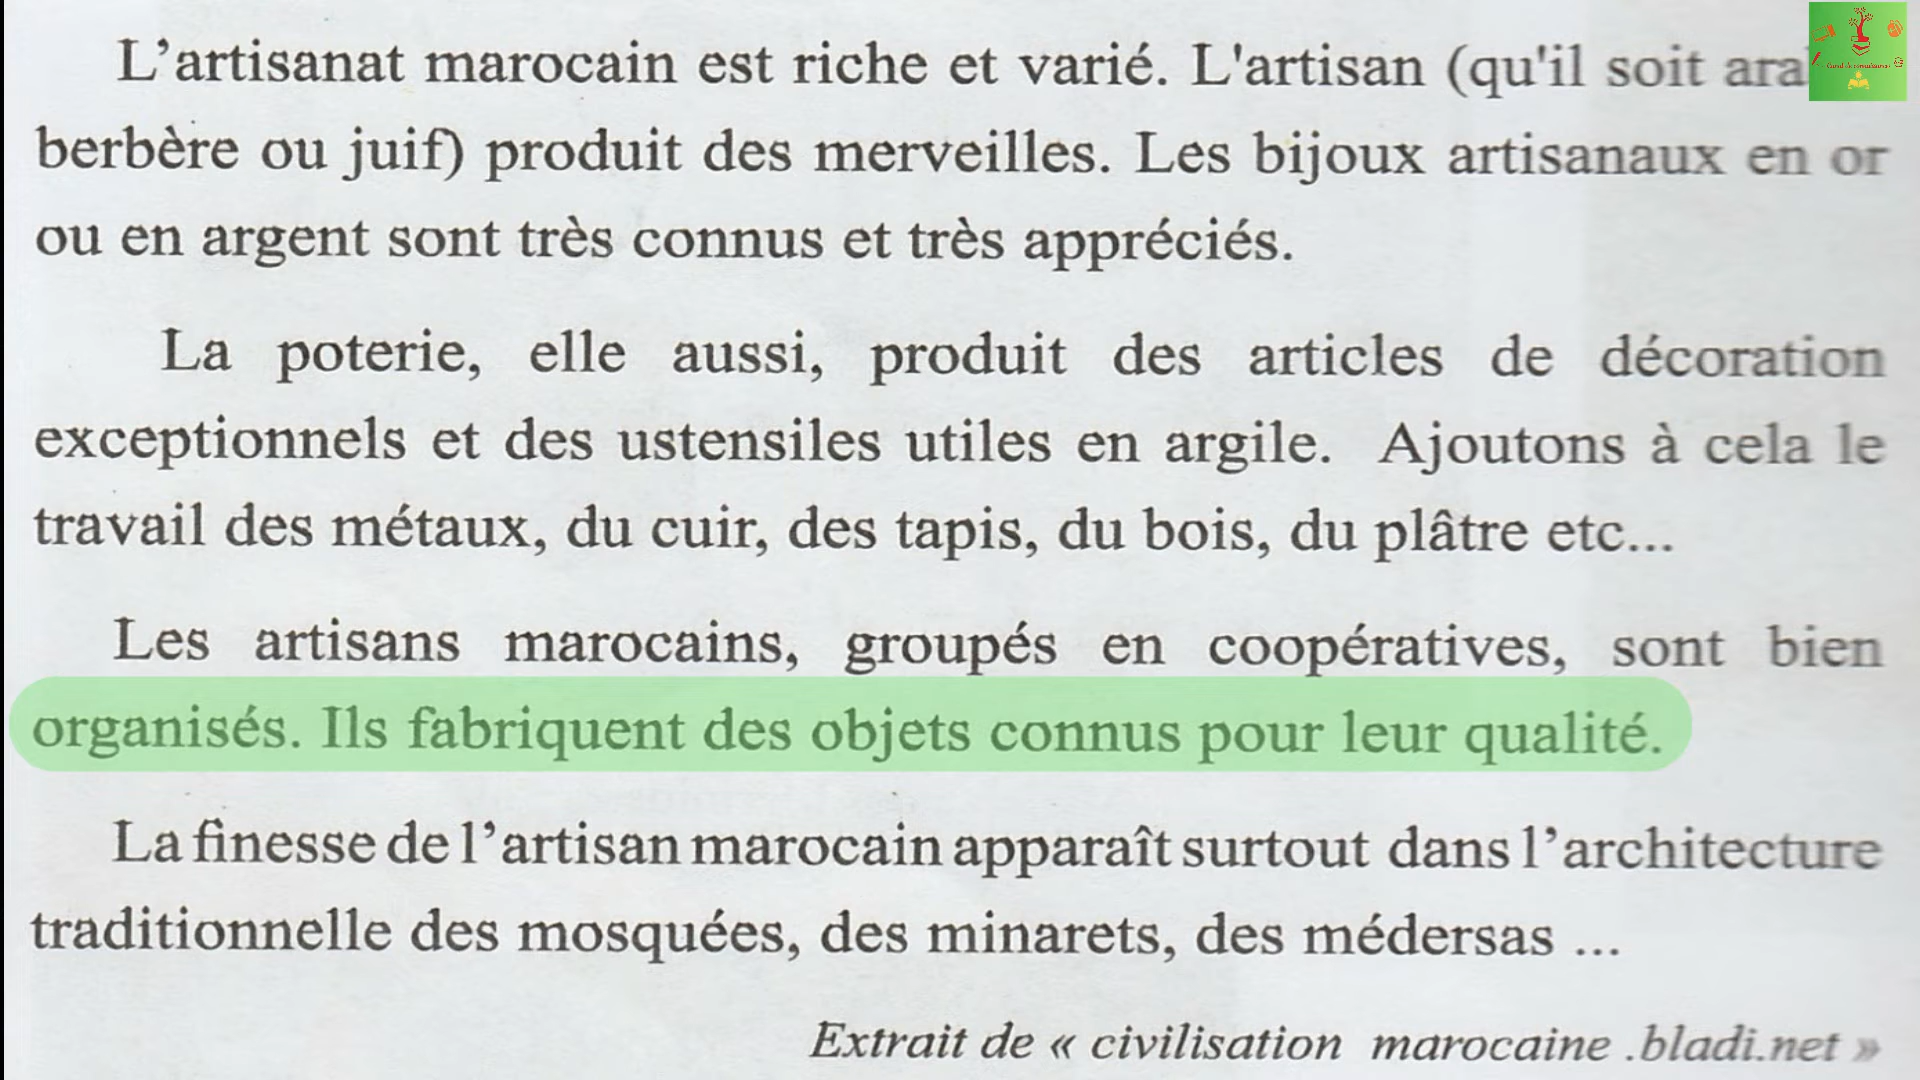 L’artisanat marocain est riche et varié. L'artisan (qu'il soit
berbère ou juif) produit des merveilles. Les bijoux artisanaux en or
ou en argent sont très connus et très appréciés.
La poterie, elle aussi, produit des articles de décoration
exceptionnels et des ustensiles utiles en argile. Ajoutons à cela le
travail des métaux, du cuir, des tapis, du bois, du plâtre etc...
Les artisans marocains, groupés en coopératives, sont bien
organisés. Ils fabriquent des objets connus pour leur qualité.
La finesse de l’artisan marocain apparaît surtout dans l’architecture
traditionnelle des mosquées, des minarets, des médersas ...
Extrait de « civilisation marocaine .bladi.net »